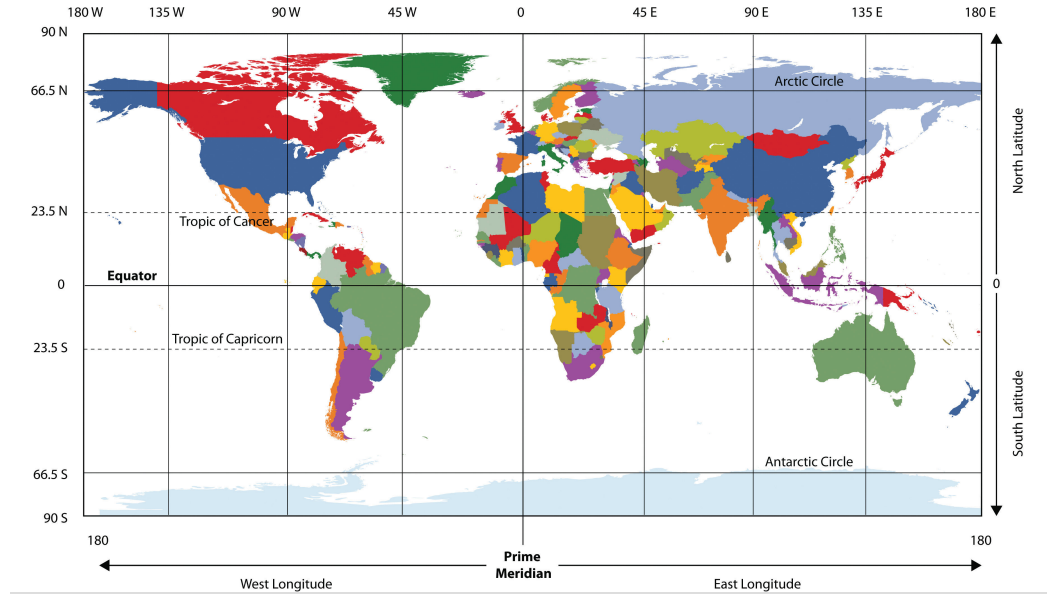 180 W 135 W 90 W 45 W 0 45 E 90 E 135 E 180 E
90 N
Arctic Circle
66.5 N
North Latitude
23.5 N
Tropic of Cancer
Equator
0 0
Tropic of Capricorn
23.5 S
South Latitude
Antarctic Circle
66.5 S
90 S
180 180
Prime
Meridian
West Longitude East Longitude